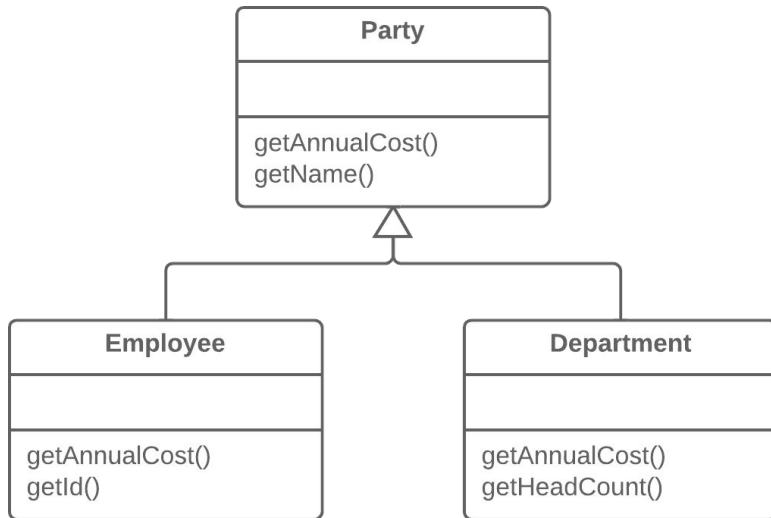 Party
getAnnualCost()
getName()
Employee
getAnnualCost()
getId()
Department
getAnnualCost()
getHeadCount()